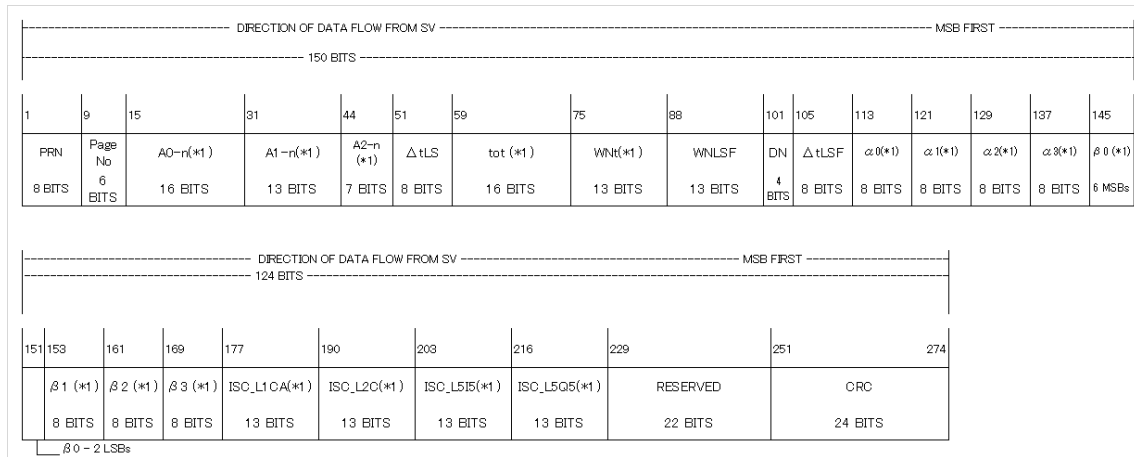 DIRECTION OF DATA FLOW FROM SV MSB FIRST
150 BITS
1 9 15 31 44 51 59 75 88 101 105 113 121 129 137 145
PRN Page No A0-n(*1) A1-n(*1) A2-n (*1) ΔtLS tot (*1) WNt(*1) WNLSF DN ΔtLSF α0(*1) α1(*1) α2(*1) α3(*1) β0 (*1)
8 BITS 6 BITS 16 BITS 13 BITS 7 BITS 8 BITS 16 BITS 13 BITS 13 BITS 4 BITS 8 BITS 8 BITS 8 BITS 8 BITS 8 BITS 6 MSBs
DIRECTION OF DATA FLOW FROM SV MSB FIRST
124 BITS
151 153 161 169 177 190 203 216 229 251 274
β1 (*1) β2 (*1) β3 (*1) ISC_L1CA(*1) ISC_L2C(*1) ISC_L5I5(*1) ISC_L5Q5(*1) RESERVED CRC
8 BITS 8 BITS 8 BITS 13 BITS 13 BITS 13 BITS 13 BITS 22 BITS 24 BITS
β0 - 2 LSBs